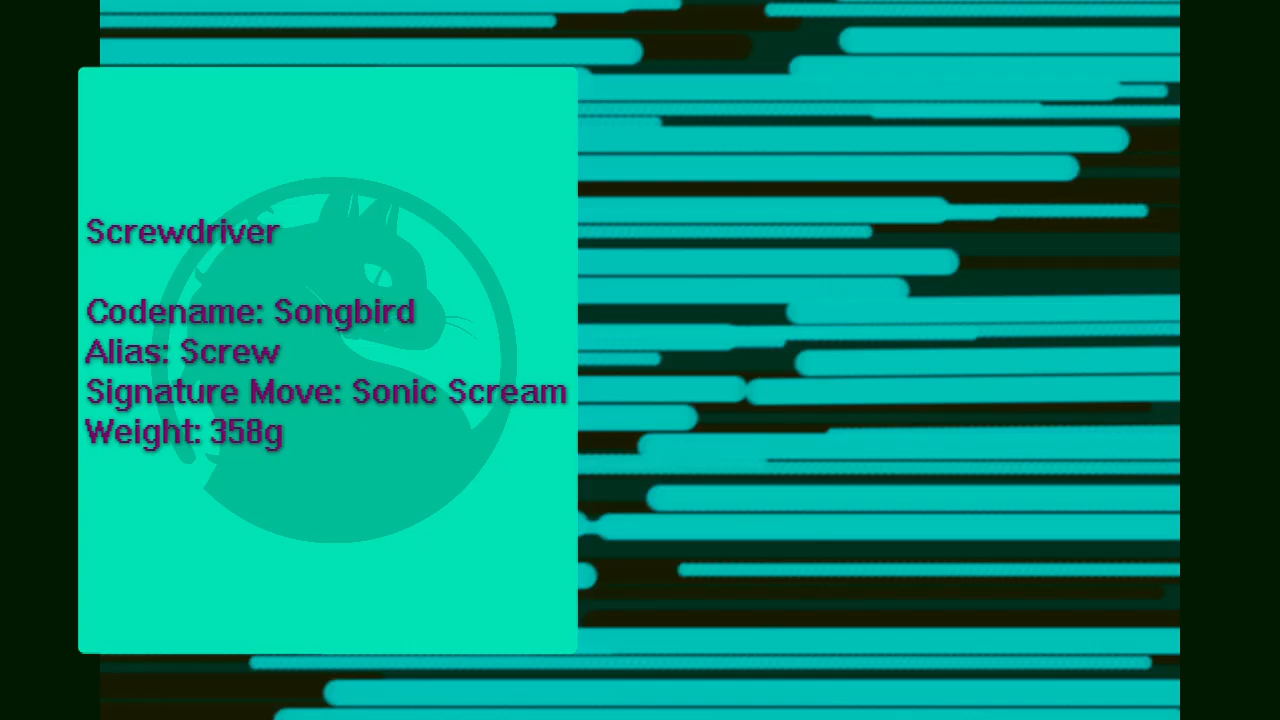 Screwdriver
Codename: Songbird
Alias: Screw
Signature Move: Sonic Scream
Weight: 358g